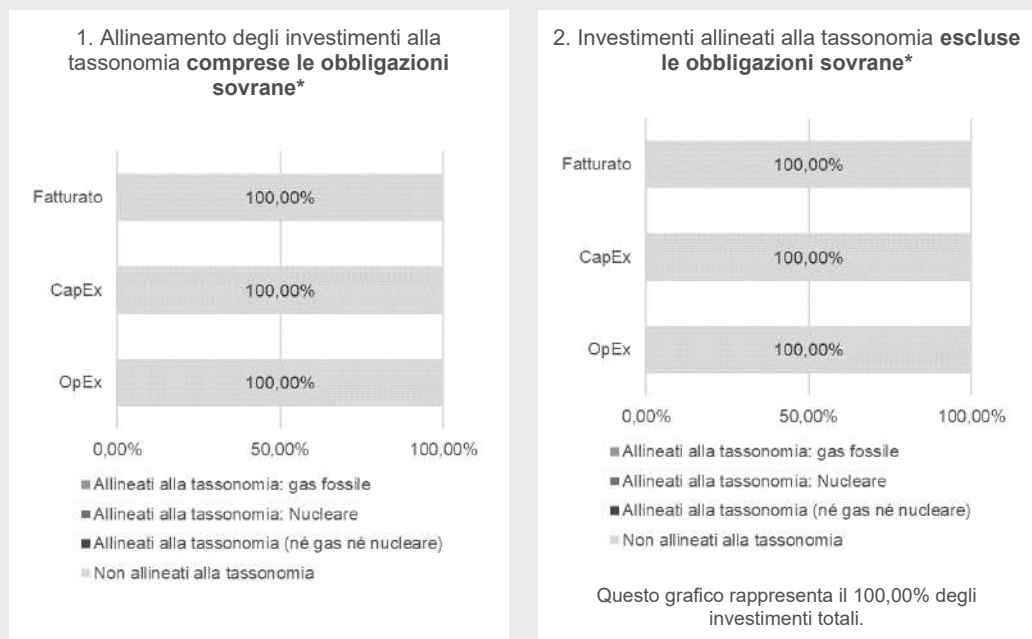 1. Allineamento degli investimenti alla
tassonomia comprese le obbligazioni
sovrane*
Fatturato
100,00%
CapEx
100,00%
OpEx
100,00%
0,00%
50,00%
100,00%
Allineati alla tassonomia: gas fossile
Allineati alla tassonomia: Nucleare
Allineati alla tassonomia (né gas né nucleare)
Non allineati alla tassonomia
2. Investimenti allineati alla tassonomia escluse
le obbligazioni sovrane*
Fatturato
100,00%
CapEx
100,00%
OpEx
100,00%
0,00%
50,00%
100,00%
Allineati alla tassonomia: gas fossile
Allineati alla tassonomia: Nucleare
Allineati alla tassonomia (né gas né nucleare)
Non allineati alla tassonomia
Questo grafico rappresenta il 100,00% degli
investimenti totali.